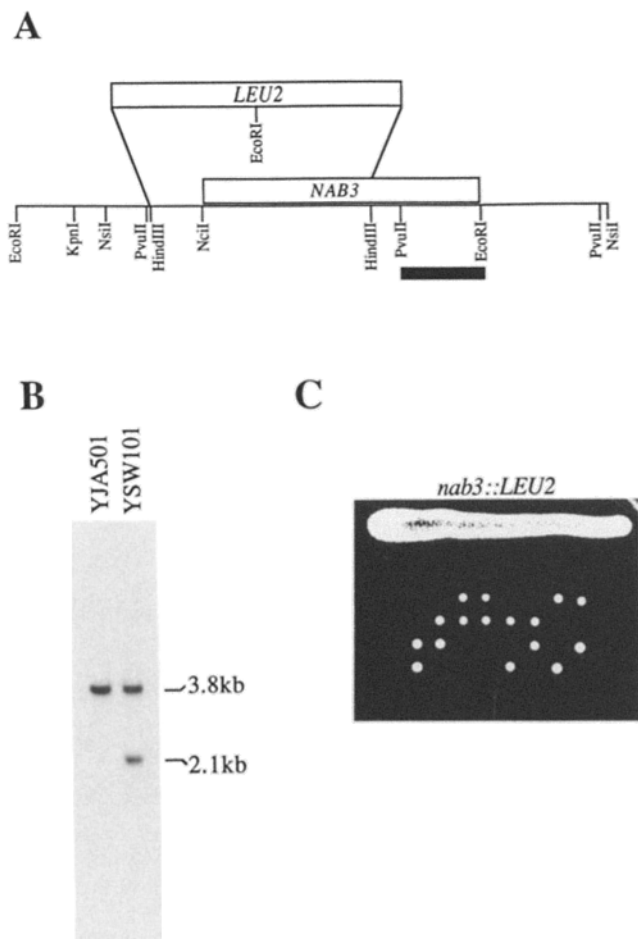 A
LEU2
EcoRI
NAB3
EcoRI
KpnI
NsiI
PvuII
HindIII
NciI
HindIII
PvuII
EcoRI
PvuII
NsiI
B
YJA501
YSW101
3.8kb
2.1kb
C
nab3::LEU2